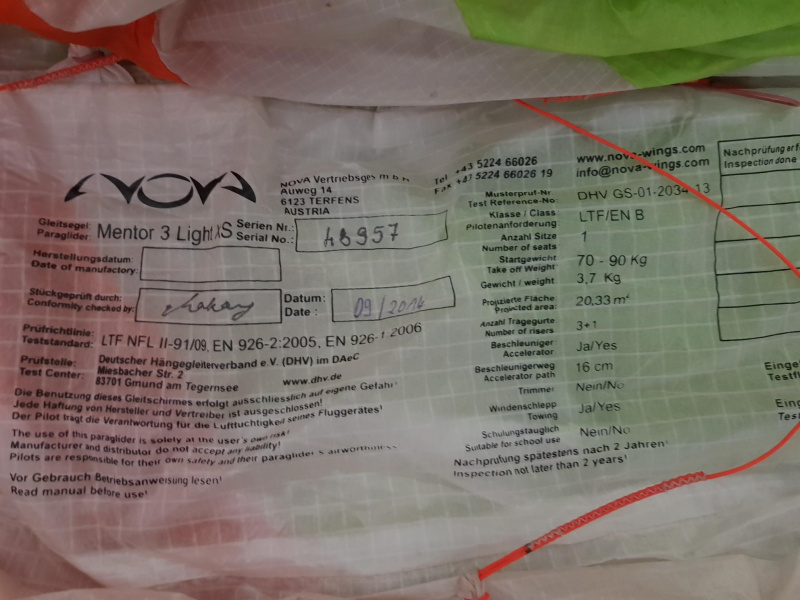 NOVA
NOVA Vertriebsges.m.b.H.
Auweg 14
6123 TERFENS
AUSTRIA
Tel +43 5224 66026
Fax +43 5224 66026 19
www.nova-wings.com
info@nova-wings.com
Gleitsegel:
Paraglider:
Mentor 3 Light XS
Serien Nr.:
Serial No.:
48957
Herstellungsdatum:
Date of manufactory:
Stückgeprüft durch:
Conformity checked by:
Datum:
Date :
09/2014
Prüfrichtlinie:
Teststandard:
LTF NFL II-91/09, EN 926-2:2005, EN 926-1:2006
Prüfstelle:
Test Center:
Deutscher Hängegleiterverband e.V. (DHV) im DAeC
Miesbacher Str. 2
83701 Gmund am Tegernsee
www.dhv.de
Die Benutzung dieses Gleitschirmes erfolgt ausschliesslich auf eigene Gefahr!
Jede Haftung von Hersteller und Vertreiber ist ausgeschlossen!
Der Pilot trägt die Verantwortung für die Lufttüchtigkeit seines Fluggerätes!
The use of this paraglider is solely at the user's own risk!
Manufacturer and distributor do not accept any liability!
Pilots are responsible for their own safety and their paraglider's airworthiness
Vor Gebrauch Betriebsanweisung lesen!
Read manual before use!
Musterpruf-Nr.
Test Reference-No:
DHV GS-01-2034-13
Klasse / Class:
Pilotenanforderung
LTF/EN B
Anzahl Sitze
Number of seats
1
Startgewicht
Take off Weight
70 - 90 Kg
Gewicht / weight
3,7 Kg
Projizierte Fläche:
Projected area:
20,33 m²
Anzahl Tragegurte
Number of risers
3+1
Beschleuniger
Accelerator
Ja/Yes
Beschleunigerweg
Accelerator path
16 cm
Trimmer
Nein/No
Windenschlepp
Towing
Ja/Yes
Schulungstauglich
Suitable for school use
Nein/No
Nachprüfung spätestens nach 2 Jahren!
Inspection not later than 2 years!
Nachprüfung erf
Inspection done
Einge
Testfl
Eing
Test